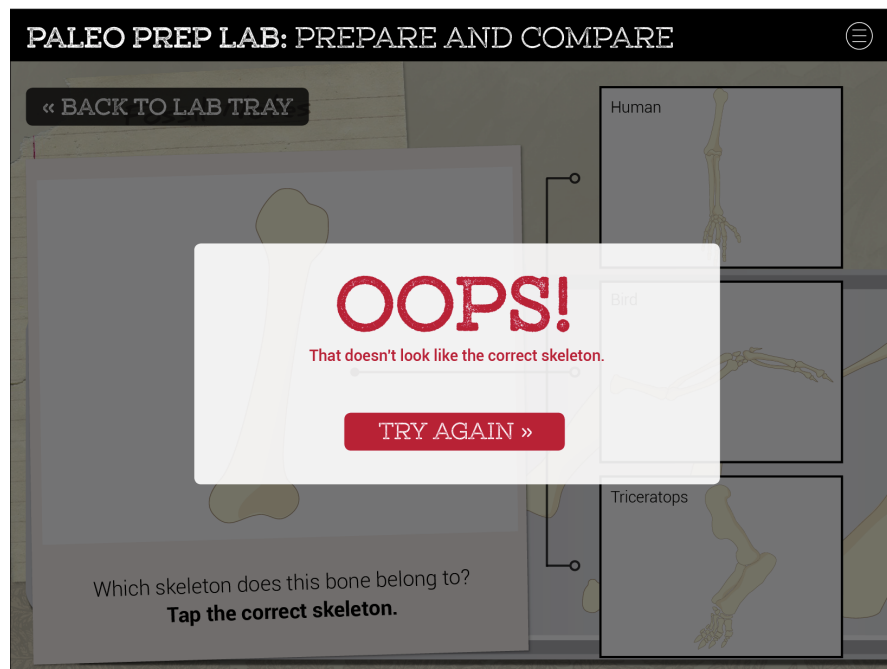 PALEO PREP LAB: PREPARE AND COMPARE
« BACK TO LAB TRAY
Human
OOPS!
Bird
That doesn't look like the correct skeleton.
TRY AGAIN »
Triceratops
Which skeleton does this bone belong to?
Tap the correct skeleton.